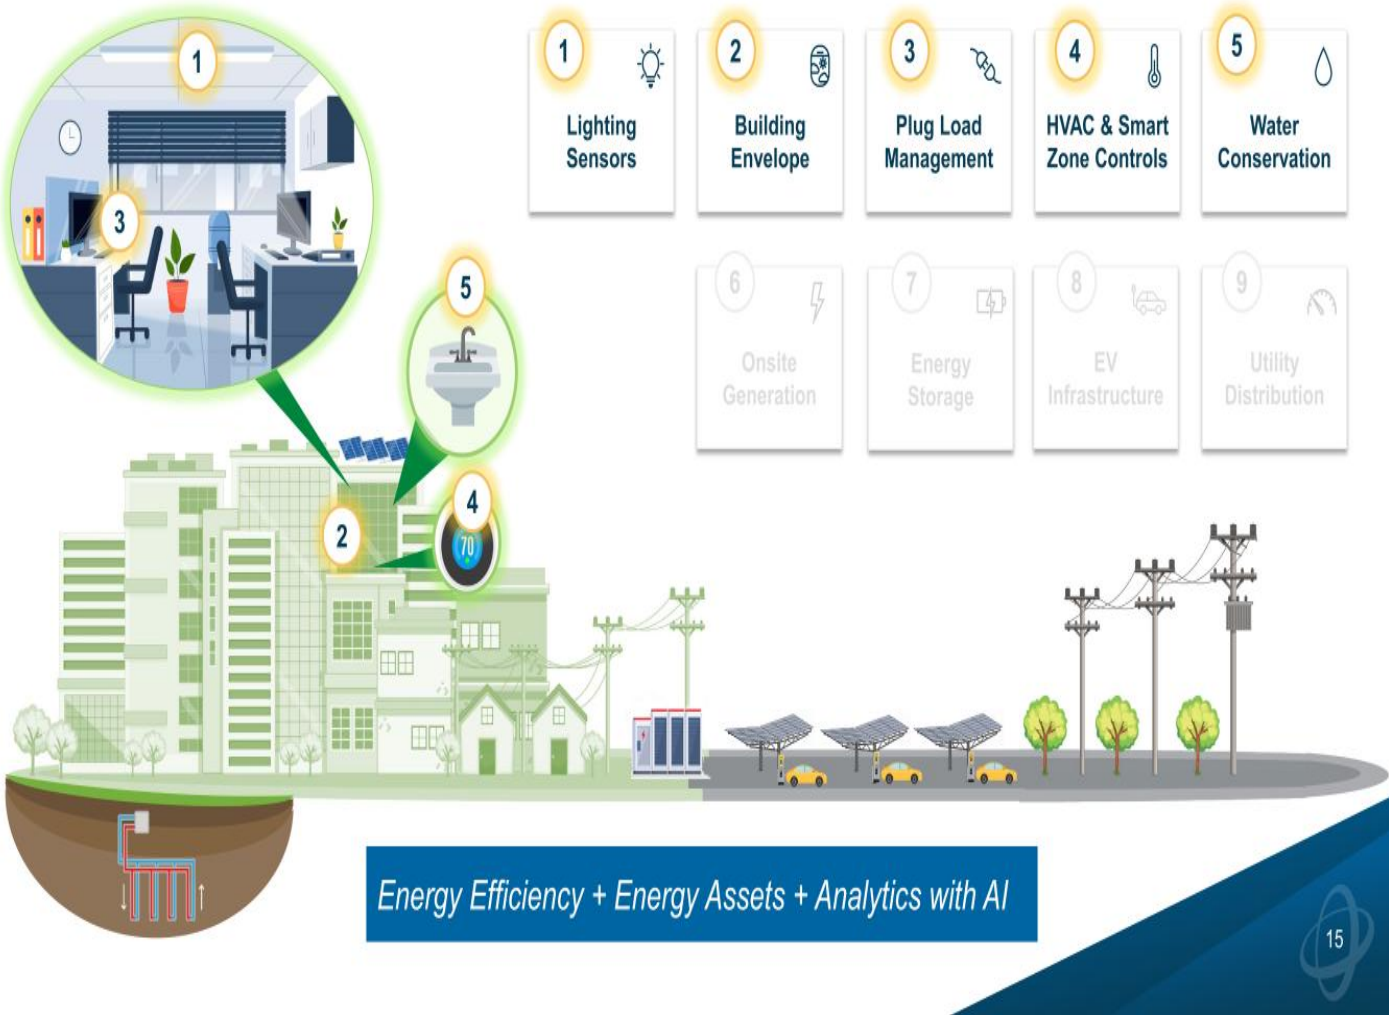 1
2
3
4
5
Lighting
Sensors
Building
Envelope
Plug Load
Management
HVAC & Smart
Zone Controls
Water
Conservation
6
7
8
9
Onsite
Generation
Energy
Storage
EV
Infrastructure
Utility
Distribution
1
3
5
4
2
70
Energy Efficiency + Energy Assets + Analytics with AI
15